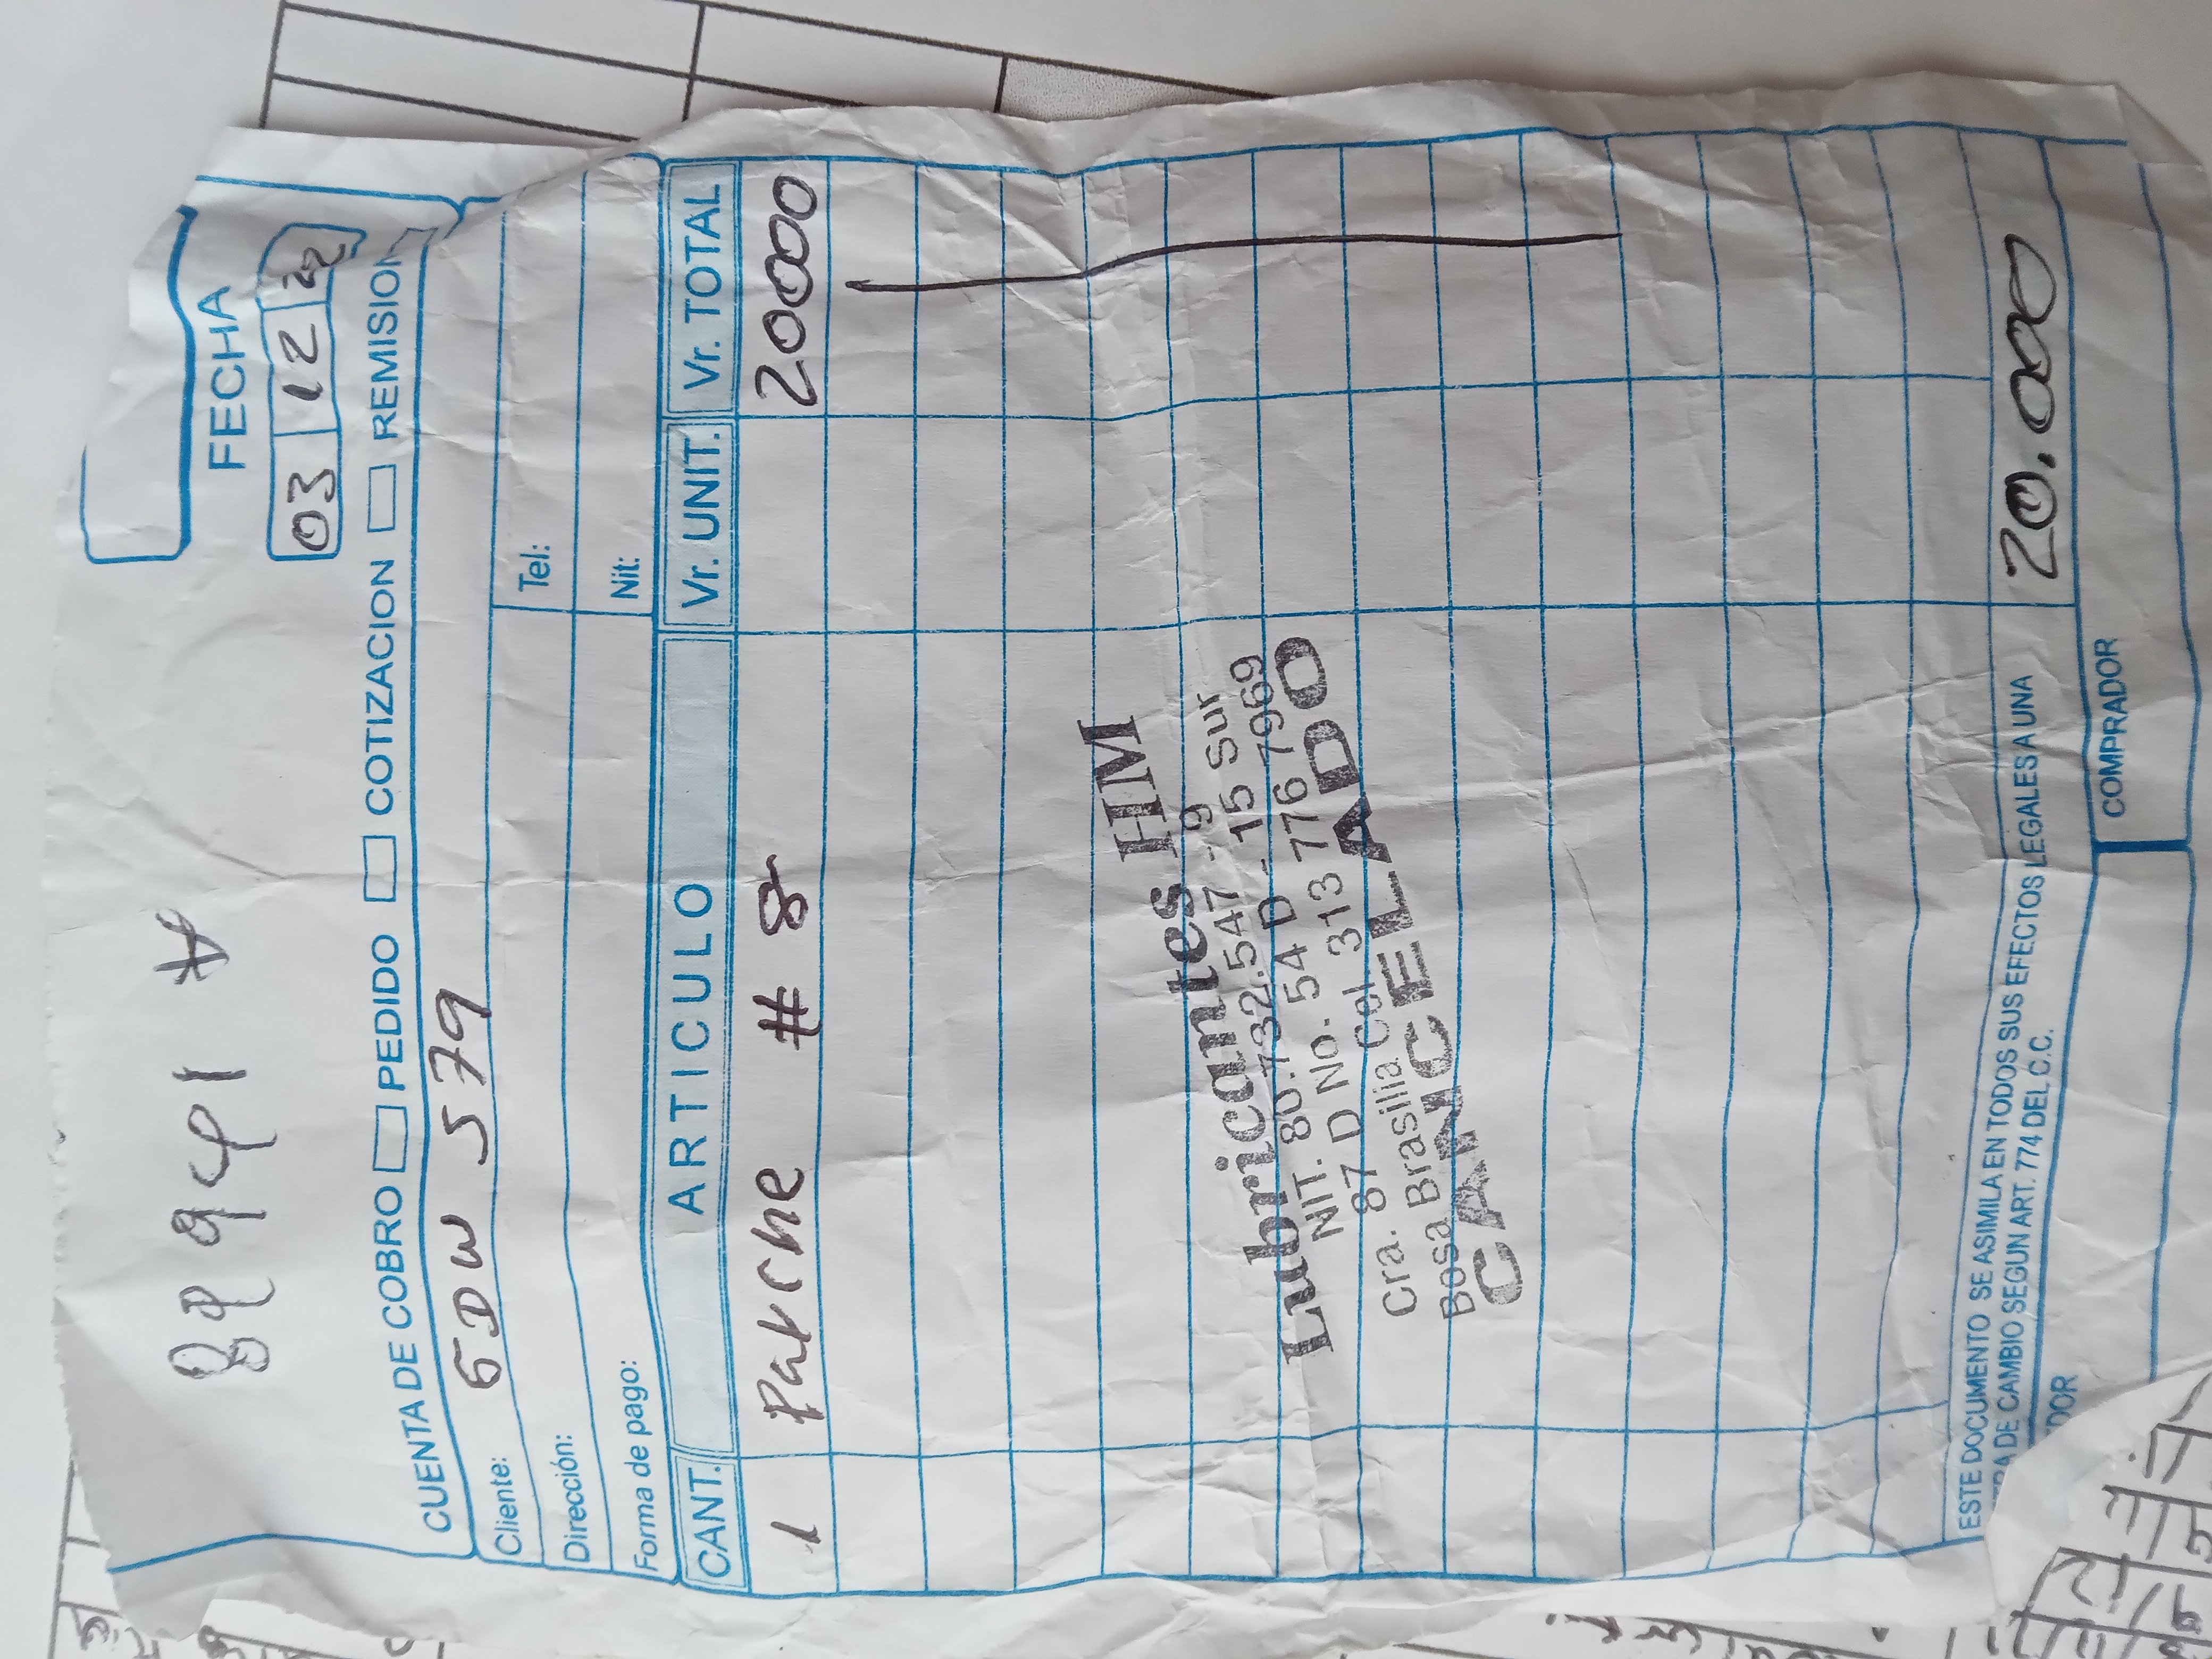 8991 *
FECHA
03 12 22
CUENTA DE COBRO PEDIDO COTIZACION REMISION
Cliente: SDW 579
Dirección: Tel:
Forma de pago: Nit:
CANT. ARTICULO Vr. UNIT. Vr. TOTAL
1 Parche # 8 20000
Lubricantes HM
NIT. 80.732.547 - 9
Cra. 87 D No. 54 D - 15 Sur
Bosa Brasilia Cel. 313 776 7969
CANCELADO
ESTE DOCUMENTO SE ASIMILA EN TODOS SUS EFECTOS LEGALES A UNA
DE CAMBIO SEGUN ART. 774 DEL C.C.
20.000
COMPRADOR